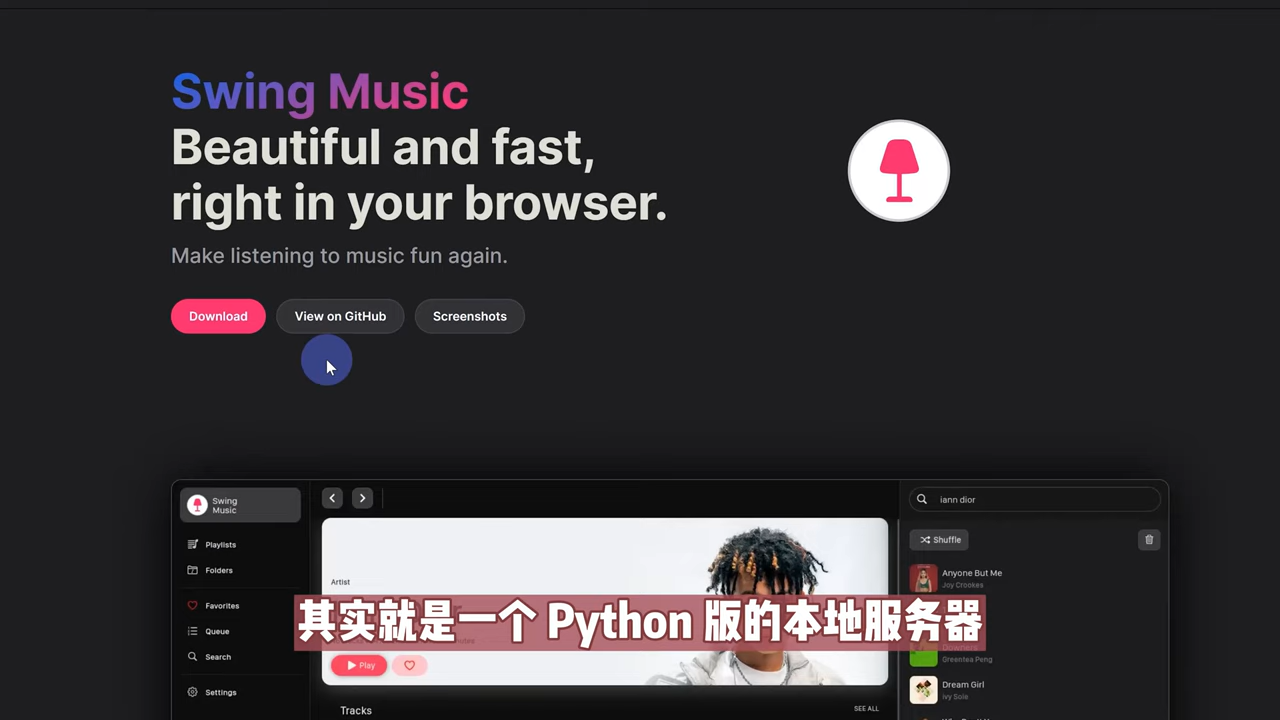 Swing Music
Beautiful and fast,
right in your browser.
Make listening to music fun again.
Download
View on GitHub
Screenshots
Swing
Music
Playlists
Folders
Favorites
Queue
Search
Settings
Artist
Play
Tracks
SEE ALL
iann dior
Shuffle
Anyone But Me
Joy Crookes
Greentea Peng
Dream Girl
Ivy Sole
其实就是一个 Python 版的本地服务器